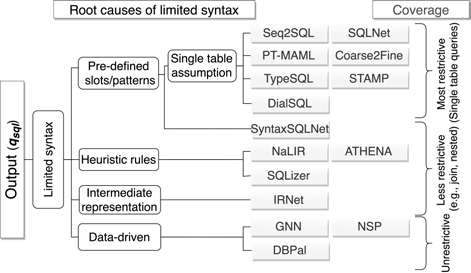 Root causes of limited syntax
Coverage
Output (qsql)
Limited syntax
Pre-defined
slots/patterns
Single table
assumption
Seq2SQL
SQLNet
PT-MAML
Coarse2Fine
TypeSQL
STAMP
DialSQL
SyntaxSQLNet
Heuristic rules
NaLIR
ATHENA
SQLizer
Intermediate
representation
IRNet
Data-driven
GNN
NSP
DBPal
Most restrictive
(Single table queries)
Less restrictive
(e.g., join, nested)
Unrestrictive